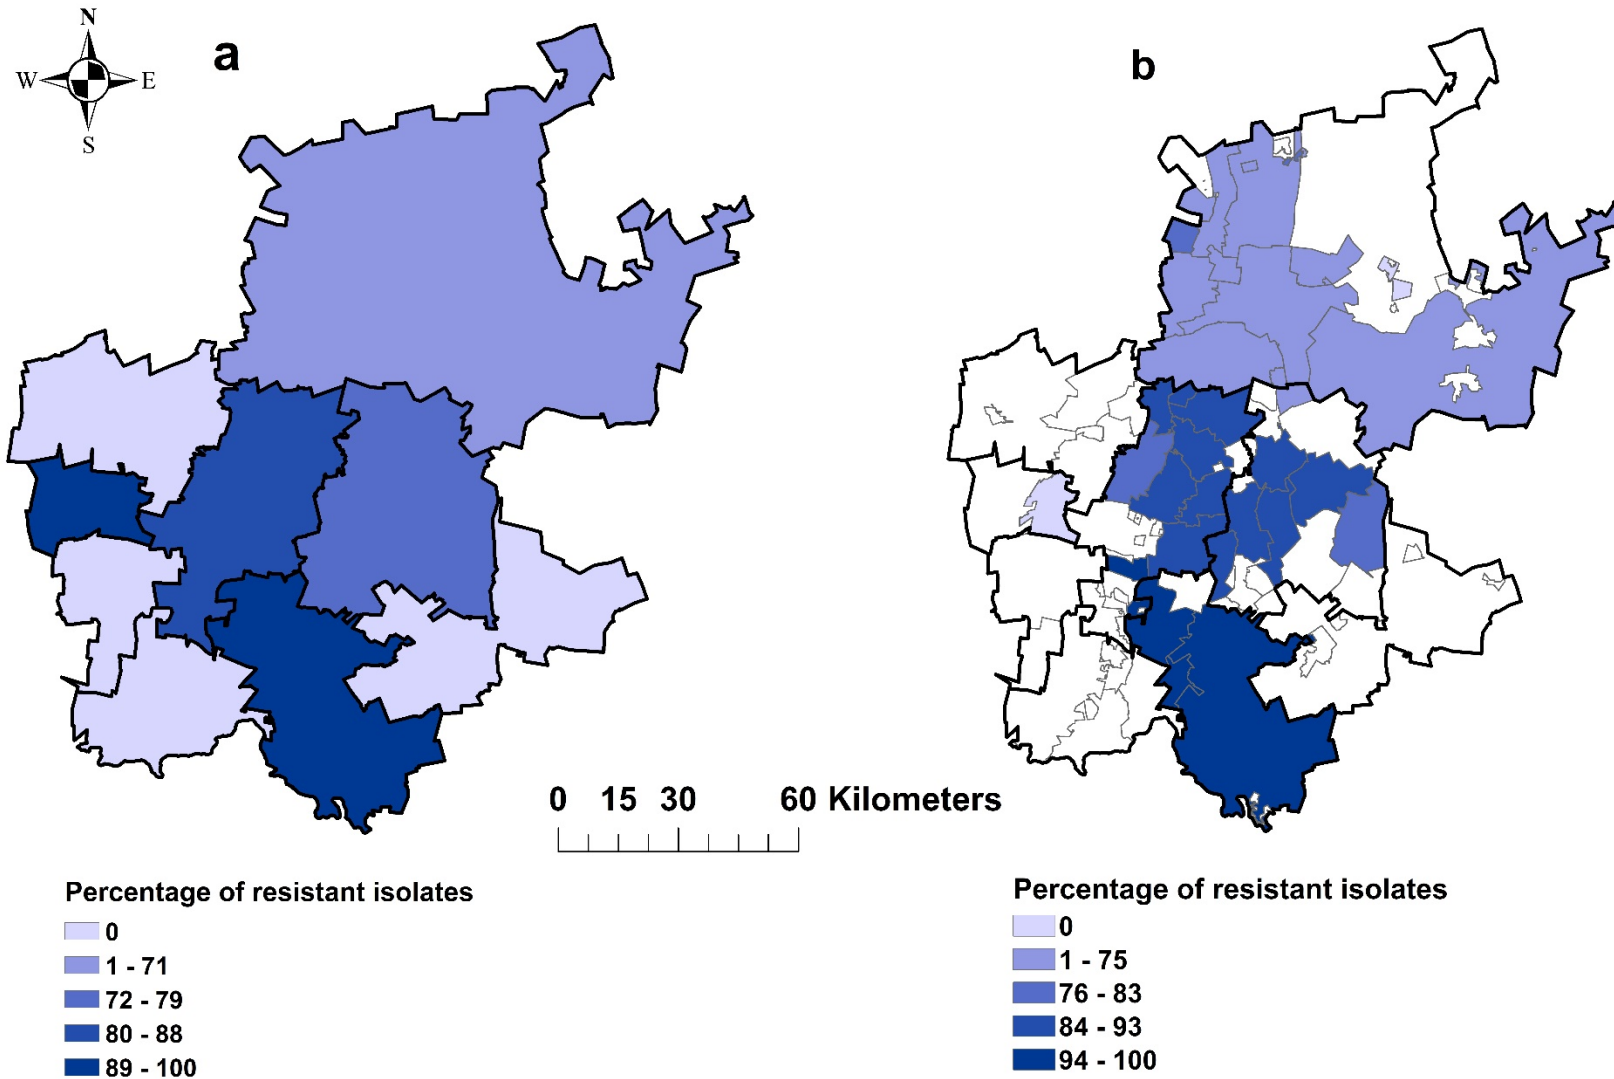 N
W E
S
a
b
0 15 30 60 Kilometers
Percentage of resistant isolates
0
1 - 71
72 - 79
80 - 88
89 - 100
Percentage of resistant isolates
0
1 - 75
76 - 83
84 - 93
94 - 100